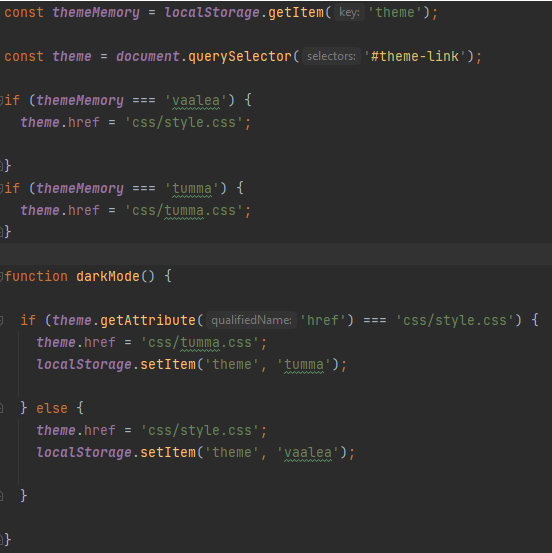 const themeMemory = localStorage.getItem( key: 'theme');
const theme = document.querySelector( selectors: '#theme-link');
if (themeMemory === 'vaalea') {
theme.href = 'css/style.css';
}
if (themeMemory === 'tumma') {
theme.href = 'css/tumma.css';
}
function darkMode() {
if (theme.getAttribute( qualifiedName: 'href') === 'css/style.css') {
theme.href = 'css/tumma.css';
localStorage.setItem('theme', 'tumma');
} else {
theme.href = 'css/style.css';
localStorage.setItem('theme', 'vaalea');
}
}